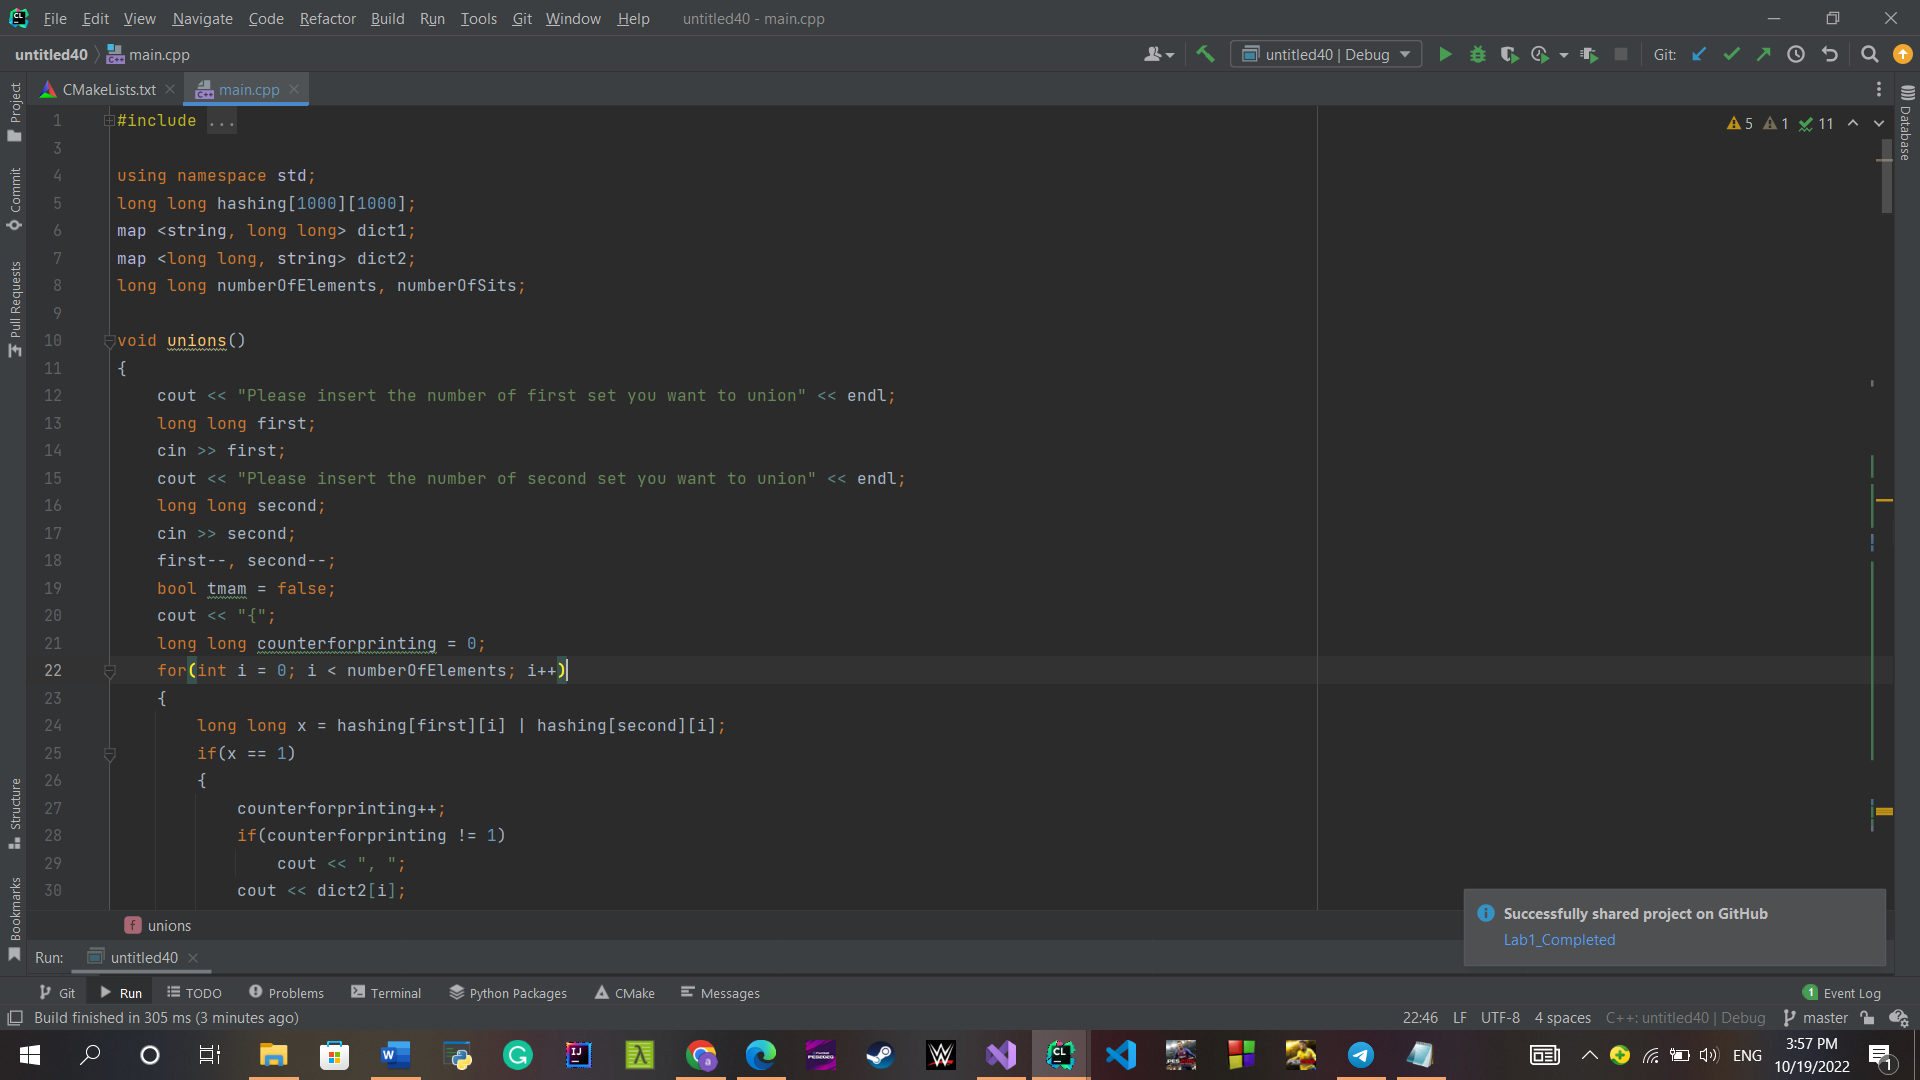 File Edit View Navigate Code Refactor Build Run Tools Git Window Help untitled40 - main.cpp
untitled40 main.cpp untitled40 | Debug Git:
CMakeLists.txt main.cpp
Project
Commit
Pull Requests
Structure
Bookmarks
Database
5 1 11
1 #include ...
3
4 using namespace std;
5 long long hashing[1000][1000];
6 map <string, long long> dict1;
7 map <long long, string> dict2;
8 long long numberOfElements, numberOfSits;
9
10 void unions()
11 {
12 cout << "Please insert the number of first set you want to union" << endl;
13 long long first;
14 cin >> first;
15 cout << "Please insert the number of second set you want to union" << endl;
16 long long second;
17 cin >> second;
18 first--, second--;
19 bool tmam = false;
20 cout << "{";
21 long long counterforprinting = 0;
22 for(int i = 0; i < numberOfElements; i++)
23 {
24 long long x = hashing[first][i] | hashing[second][i];
25 if(x == 1)
26 {
27 counterforprinting++;
28 if(counterforprinting != 1)
29 cout << ", ";
30 cout << dict2[i];
f unions
Successfully shared project on GitHub
Lab1_Completed
Run: untitled40
Git Run TODO Problems Terminal Python Packages CMake Messages 1 Event Log
Build finished in 305 ms (3 minutes ago) 22:46 LF UTF-8 4 spaces C++: untitled40 | Debug master
ENG 3:57 PM
10/19/2022 1